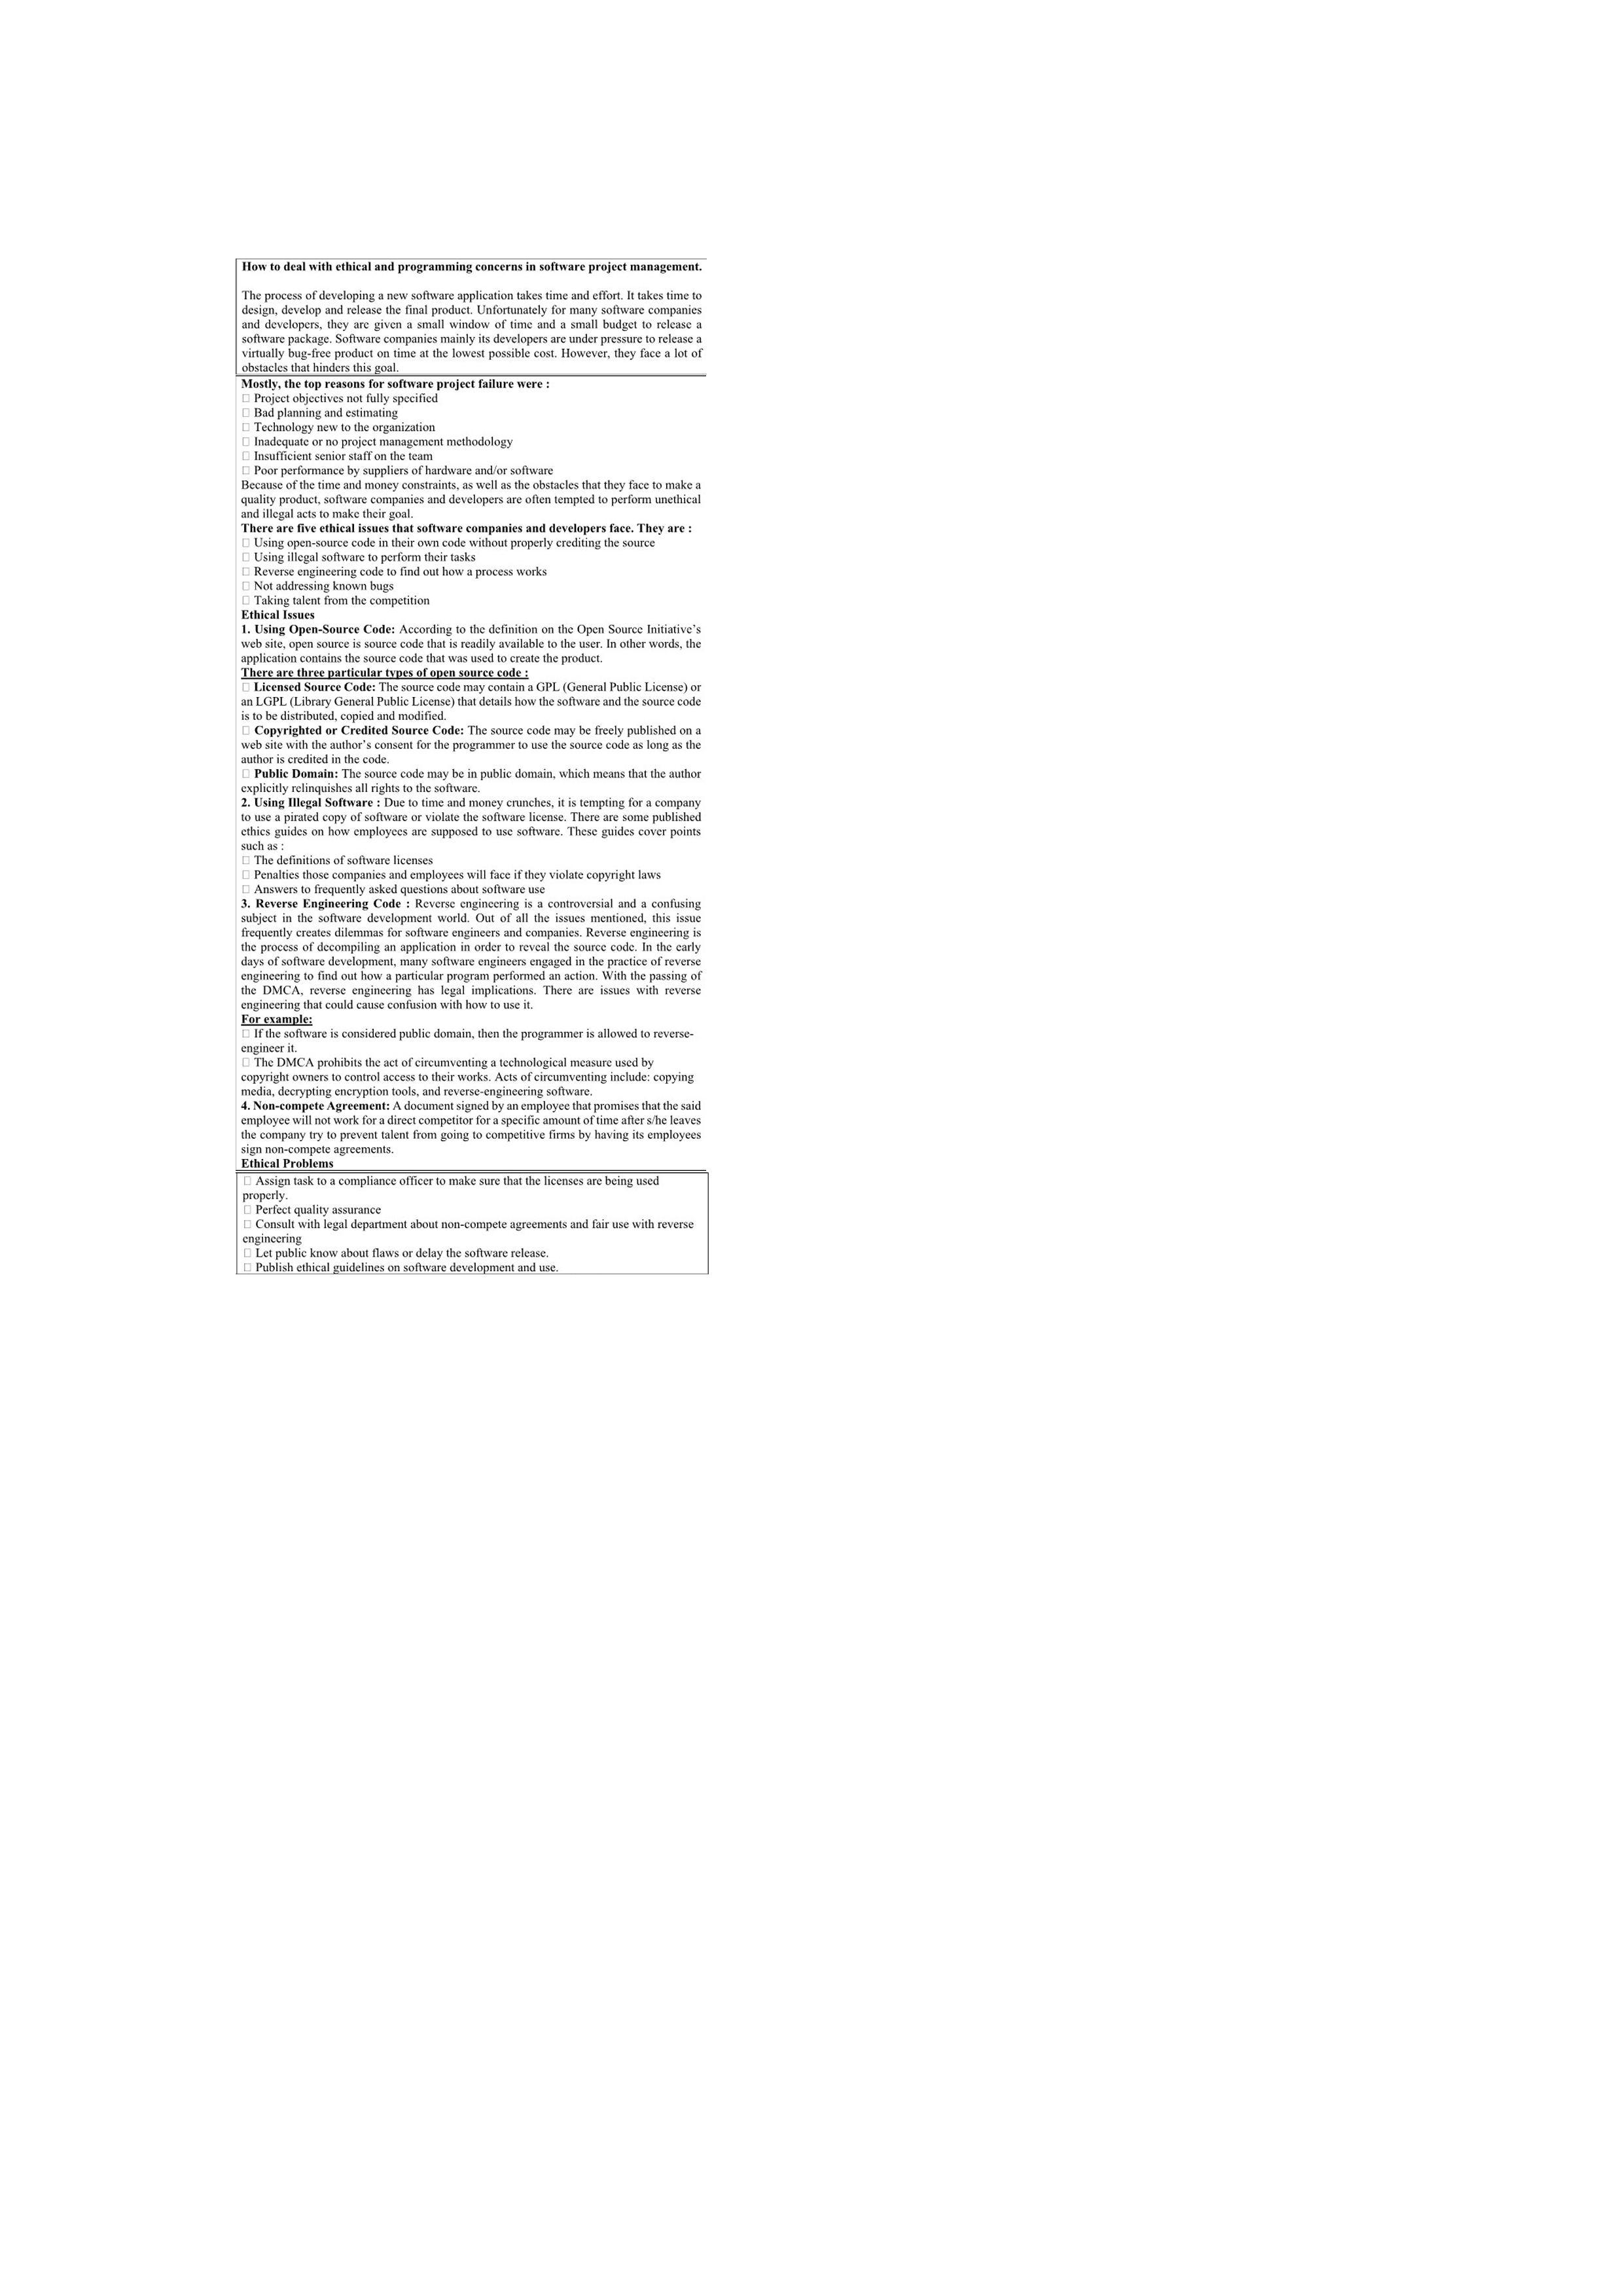 How to deal with ethical and programming concerns in software project management.
The process of developing a new software application takes time and effort. It takes time to
design, develop and release the final product. Unfortunately for many software companies
and developers, they are given a small window of time and a small budget to release a
software package. Software companies mainly its developers are under pressure to release a
virtually bug-free product on time at the lowest possible cost. However, they face a lot of
obstacles that hinders this goal.
Mostly, the top reasons for software project failure were :
□ Project objectives not fully specified
□ Bad planning and estimating
□ Technology new to the organization
□ Inadequate or no project management methodology
□ Insufficient senior staff on the team
□ Poor performance by suppliers of hardware and/or software
Because of the time and money constraints, as well as the obstacles that they face to make a
quality product, software companies and developers are often tempted to perform unethical
and illegal acts to make their goal.
There are five ethical issues that software companies and developers face. They are :
□ Using open-source code in their own code without properly crediting the source
□ Using illegal software to perform their tasks
□ Reverse engineering code to find out how a process works
□ Not addressing known bugs
□ Taking talent from the competition
Ethical Issues
1. Using Open-Source Code: According to the definition on the Open Source Initiative's
web site, open source is source code that is readily available to the user. In other words, the
application contains the source code that was used to create the product.
There are three particular types of open source code :
□ Licensed Source Code: The source code may contain a GPL (General Public License) or
an LGPL (Library General Public License) that details how the software and the source code
is to be distributed, copied and modified.
□ Copyrighted or Credited Source Code: The source code may be freely published on a
web site with the author's consent for the programmer to use the source code as long as the
author is credited in the code.
□ Public Domain: The source code may be in public domain, which means that the author
explicitly relinquishes all rights to the software.
2. Using Illegal Software : Due to time and money crunches, it is tempting for a company
to use a pirated copy of software or violate the software license. There are some published
ethics guides on how employees are supposed to use software. These guides cover points
such as :
□ The definitions of software licenses
□ Penalties those companies and employees will face if they violate copyright laws
□ Answers to frequently asked questions about software use
3. Reverse Engineering Code : Reverse engineering is a controversial and a confusing
subject in the software development world. Out of all the issues mentioned, this issue
frequently creates dilemmas for software engineers and companies. Reverse engineering is
the process of decompiling an application in order to reveal the source code. In the early
days of software development, many software engineers engaged in the practice of reverse
engineering to find out how a particular program performed an action. With the passing of
the DMCA, reverse engineering has legal implications. There are issues with reverse
engineering that could cause confusion with how to use it.
For example:
□ If the software is considered public domain, then the programmer is allowed to reverse-
engineer it.
□ The DMCA prohibits the act of circumventing a technological measure used by
copyright owners to control access to their works. Acts of circumventing include: copying
media, decrypting encryption tools, and reverse-engineering software.
4. Non-compete Agreement: A document signed by an employee that promises that the said
employee will not work for a direct competitor for a specific amount of time after s/he leaves
the company try to prevent talent from going to competitive firms by having its employees
sign non-compete agreements.
Ethical Problems
□ Assign task to a compliance officer to make sure that the licenses are being used
properly.
□ Perfect quality assurance
□ Consult with legal department about non-compete agreements and fair use with reverse
engineering
□ Let public know about flaws or delay the software release.
□ Publish ethical guidelines on software development and use.